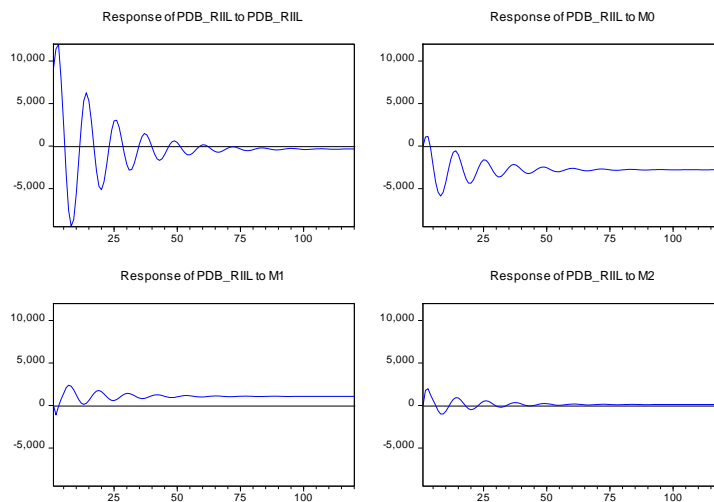 Response of PDB_RIIL to PDB_RIIL
10,000
5,000
0
-5,000
25 50 75 100
Response of PDB_RIIL to M0
10,000
5,000
0
-5,000
25 50 75 100
Response of PDB_RIIL to M1
10,000
5,000
0
-5,000
25 50 75 100
Response of PDB_RIIL to M2
10,000
5,000
0
-5,000
25 50 75 100